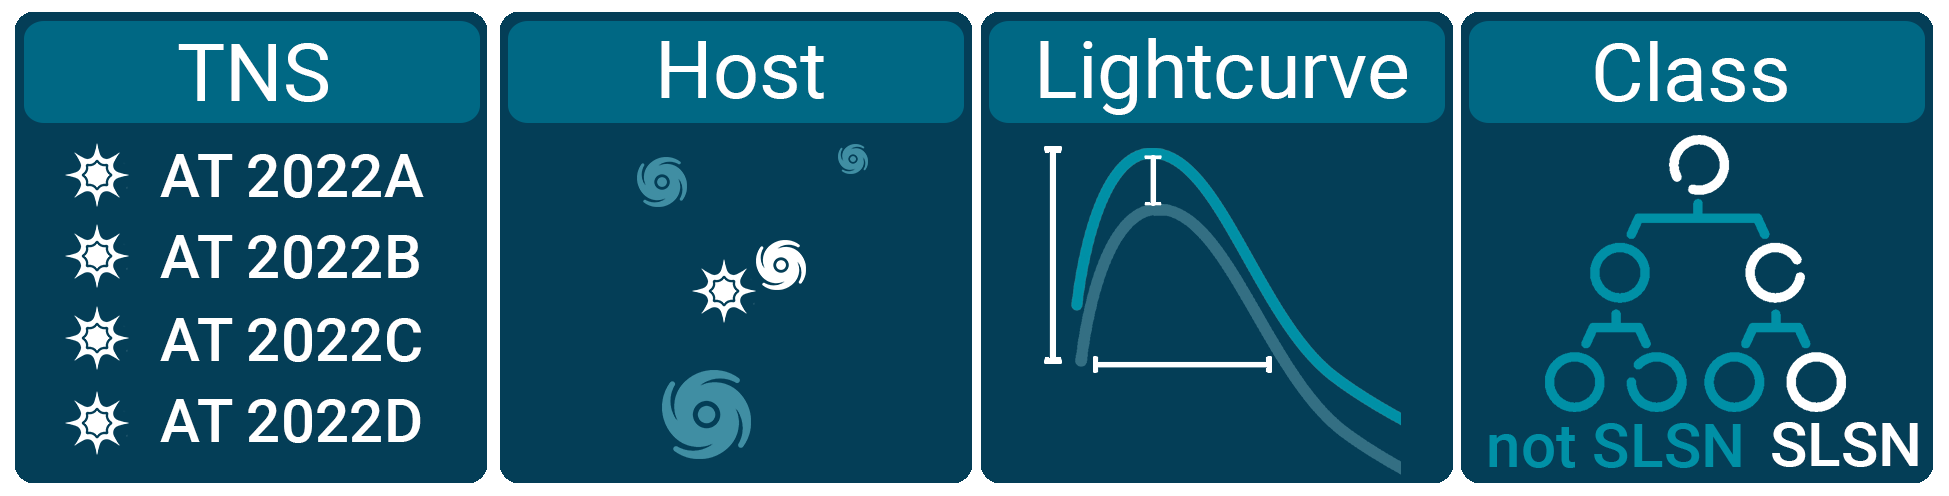 TNS
AT 2022A
AT 2022B
AT 2022C
AT 2022D
Host
Lightcurve
Class
not SLSN SLSN